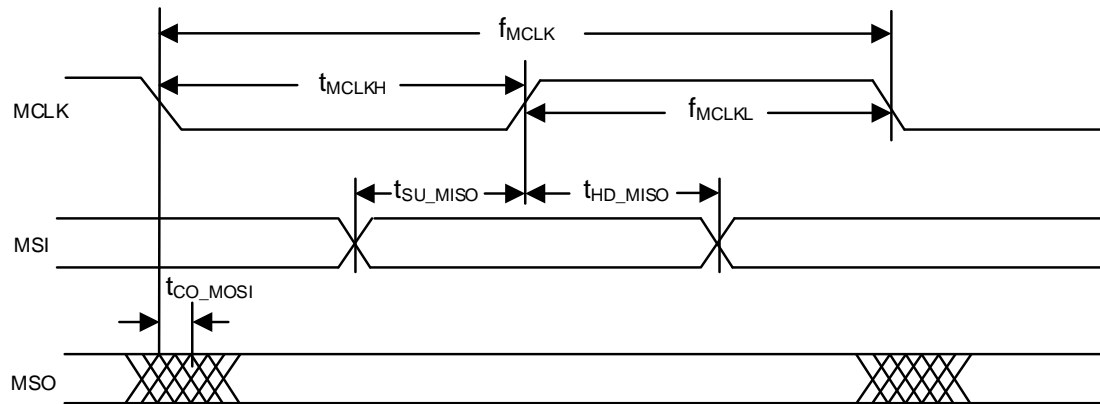 fMCLK
tMCLKH
MCLK
fMCLKL
tSU_MISO
tHD_MISO
MSI
tCO_MOSI
MSO